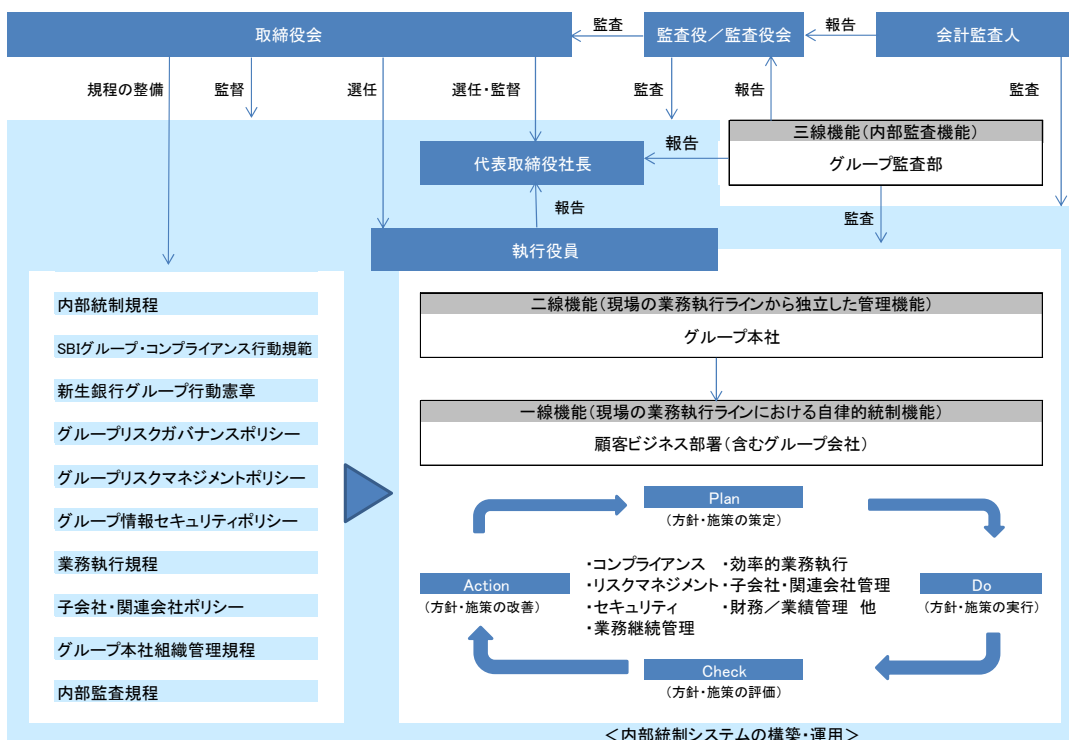 取締役会
監査
監査役／監査役会
報告
会計監査人
規程の整備
監督
選任
選任・監督
監査
報告
監査
三線機能(内部監査機能)
グループ監査部
報告
代表取締役社長
報告
監査
執行役員
内部統制規程
SBIグループ・コンプライアンス行動規範
新生銀行グループ行動憲章
グループリスクガバナンスポリシー
グループリスクマネジメントポリシー
グループ情報セキュリティポリシー
業務執行規程
子会社・関連会社ポリシー
グループ本社組織管理規程
内部監査規程
二線機能(現場の業務執行ラインから独立した管理機能)
グループ本社
一線機能(現場の業務執行ラインにおける自律的統制機能)
顧客ビジネス部署(含むグループ会社)
Plan
(方針・施策の策定)
Action
(方針・施策の改善)
・コンプライアンス ・効率的業務執行
・リスクマネジメント・子会社・関連会社管理
・セキュリティ ・財務／業績管理 他
・業務継続管理
Do
(方針・施策の実行)
Check
(方針・施策の評価)
＜内部統制システムの構築・運用＞